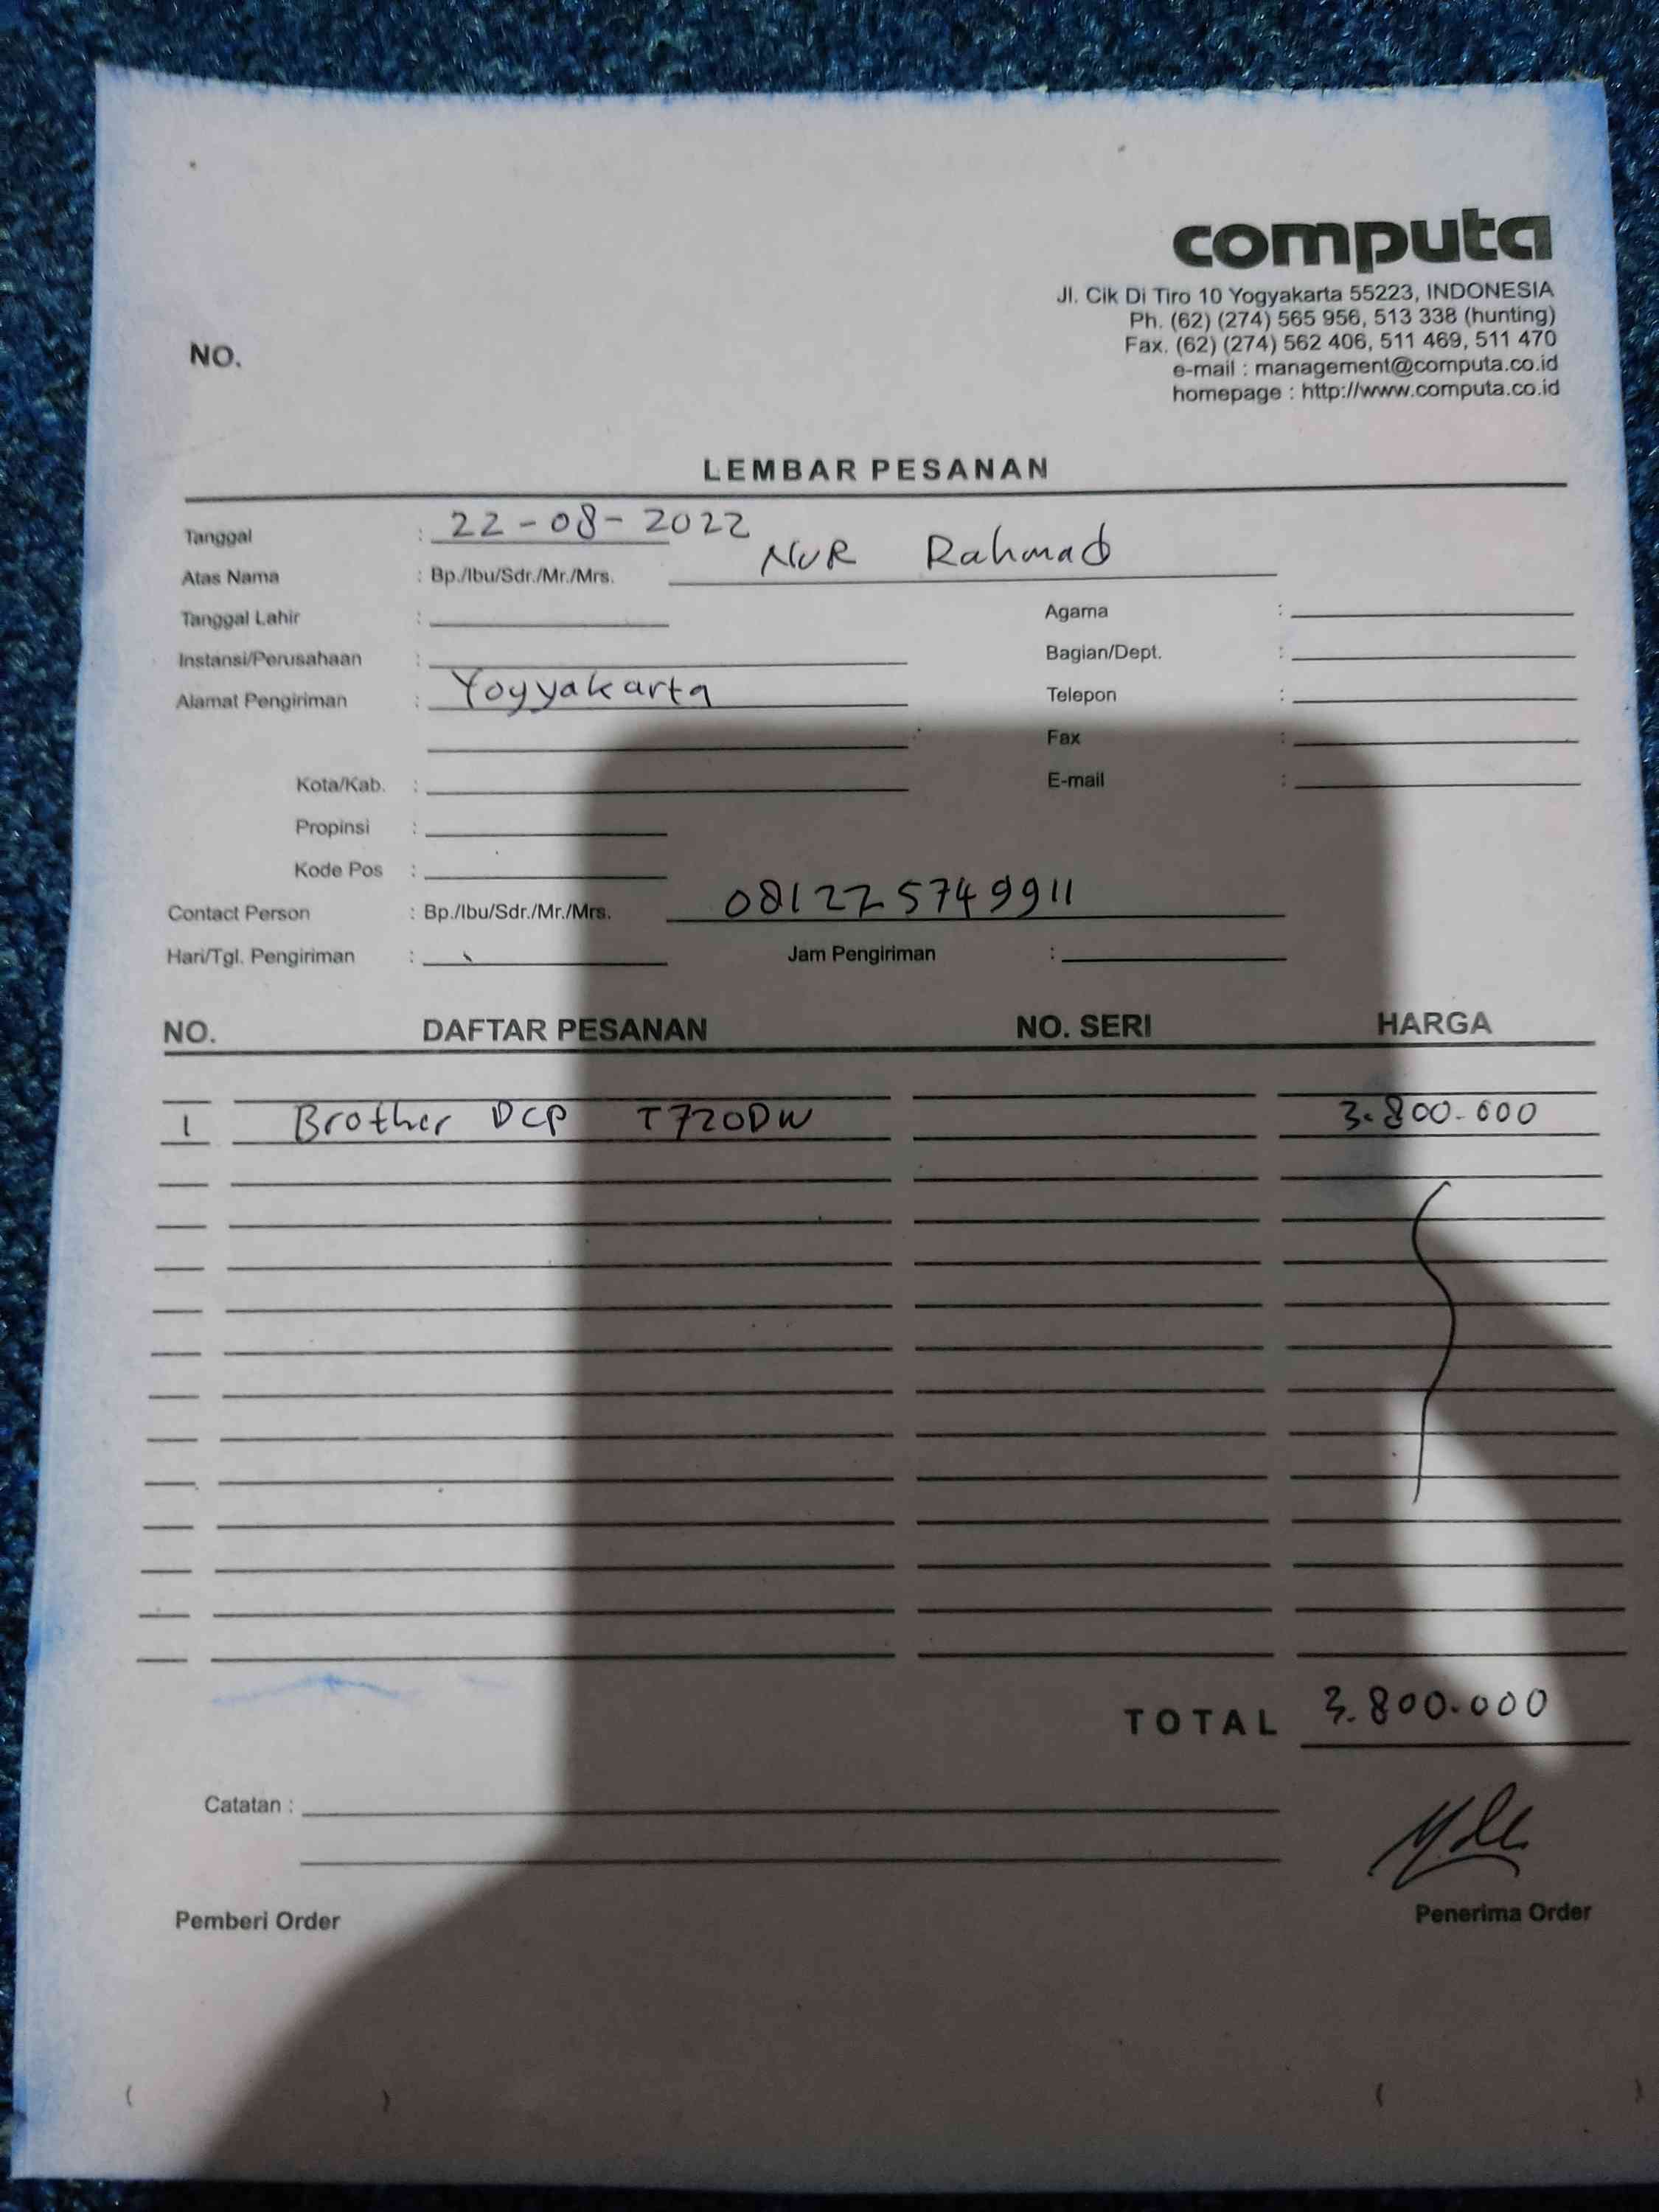 computa
Jl. Cik Di Tiro 10 Yogyakarta 55223, INDONESIA
Ph. (62) (274) 565 956, 513 338 (hunting)
Fax. (62) (274) 562 406, 511 469, 511 470
e-mail : management@computa.co.id
homepage : http://www.computa.co.id
NO.
LEMBAR PESANAN
Tanggal : 22-08-2022
Atas Nama : Bp./Ibu/Sdr./Mr./Mrs. NUR Rahmad
Tanggal Lahir : Agama :
Instansi/Perusahaan : Bagian/Dept. :
Alamat Pengiriman : Yogyakarta Telepon :
Fax :
Kota/Kab. : E-mail :
Propinsi :
Kode Pos :
Contact Person : Bp./Ibu/Sdr./Mr./Mrs. 081225749911
Hari/Tgl. Pengiriman : Jam Pengiriman :
NO. DAFTAR PESANAN NO. SERI HARGA
1 Brother DCP T720DW 3.800.000
TOTAL 3.800.000
Catatan :
Pemberi Order Penerima Order
( ) ( )